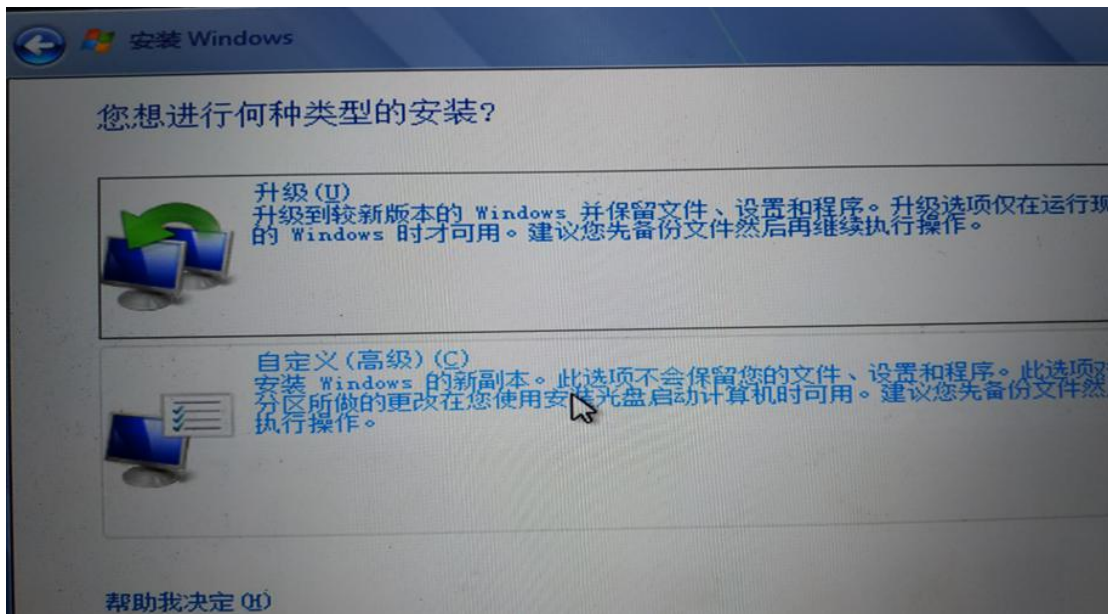 安装 Windows
您想进行何种类型的安装?
升级(U)
升级到较新版本的 Windows 并保留文件、设置和程序。升级选项仅在运行现
的 Windows 时才可用。建议您先备份文件然后再继续执行操作。
自定义(高级)(C)
安装 Windows 的新副本。此选项不会保留您的文件、设置和程序。此选项对
分区所做的更改在您使用安装光盘启动计算机时可用。建议您先备份文件然
执行操作。
帮助我决定(H)